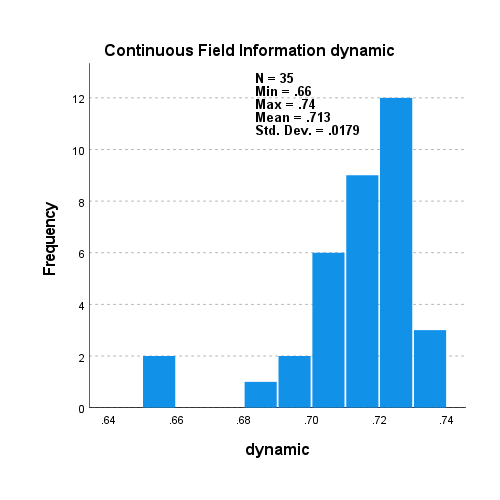 Continuous Field Information dynamic
N = 35
Min = .66
Max = .74
Mean = .713
Std. Dev. = .0179
12
10
8
6
4
2
0
Frequency
.64 .66 .68 .70 .72 .74
dynamic